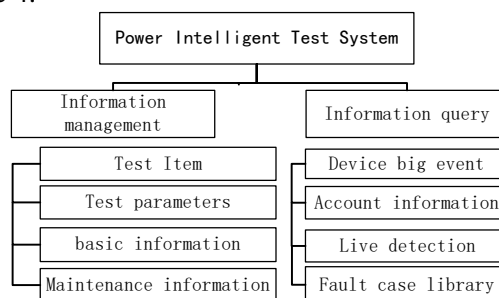 Power Intelligent Test System
Information
management
Information query
Test Item
Device big event
Test parameters
Account information
basic information
Live detection
Maintenance information
Fault case library